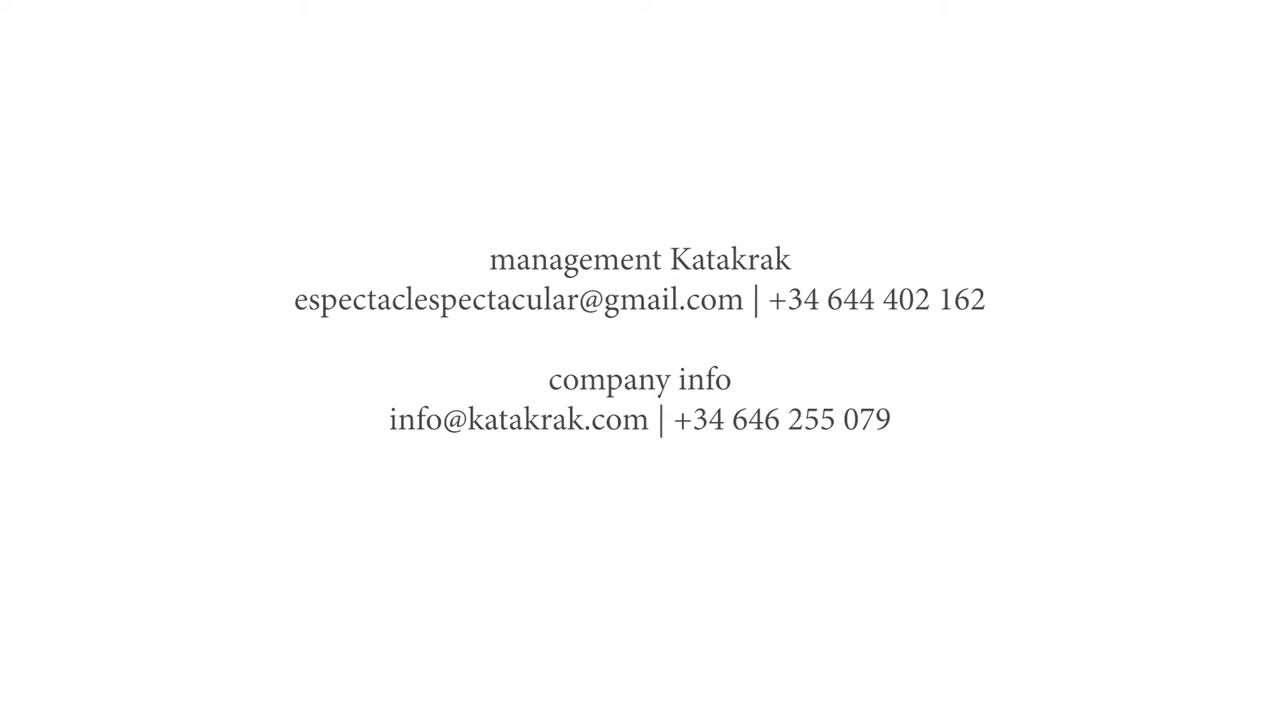 management Katakrak
espectaclespectacular@gmail.com | +34 644 402 162
company info
info@katakrak.com | +34 646 255 079